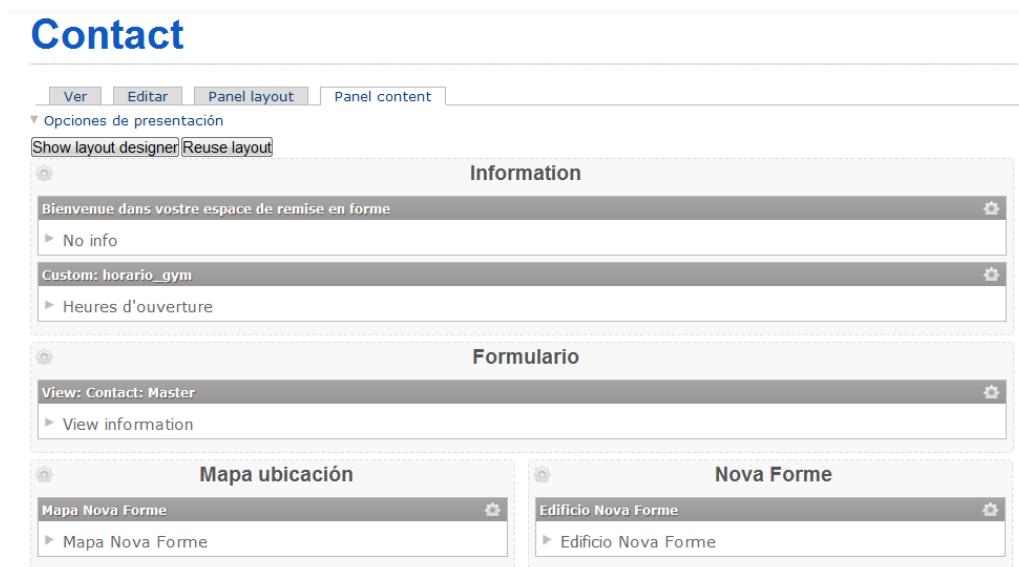 Contact
Ver Editar Panel layout Panel content
Opciones de presentación
Show layout designer Reuse layout
Information
Bienvenue dans vostre espace de remise en forme
No info
Custom: horario_gym
Heures d'ouverture
Formulario
View: Contact: Master
View information
Mapa ubicación
Mapa Nova Forme
Mapa Nova Forme
Nova Forme
Edificio Nova Forme
Edificio Nova Forme